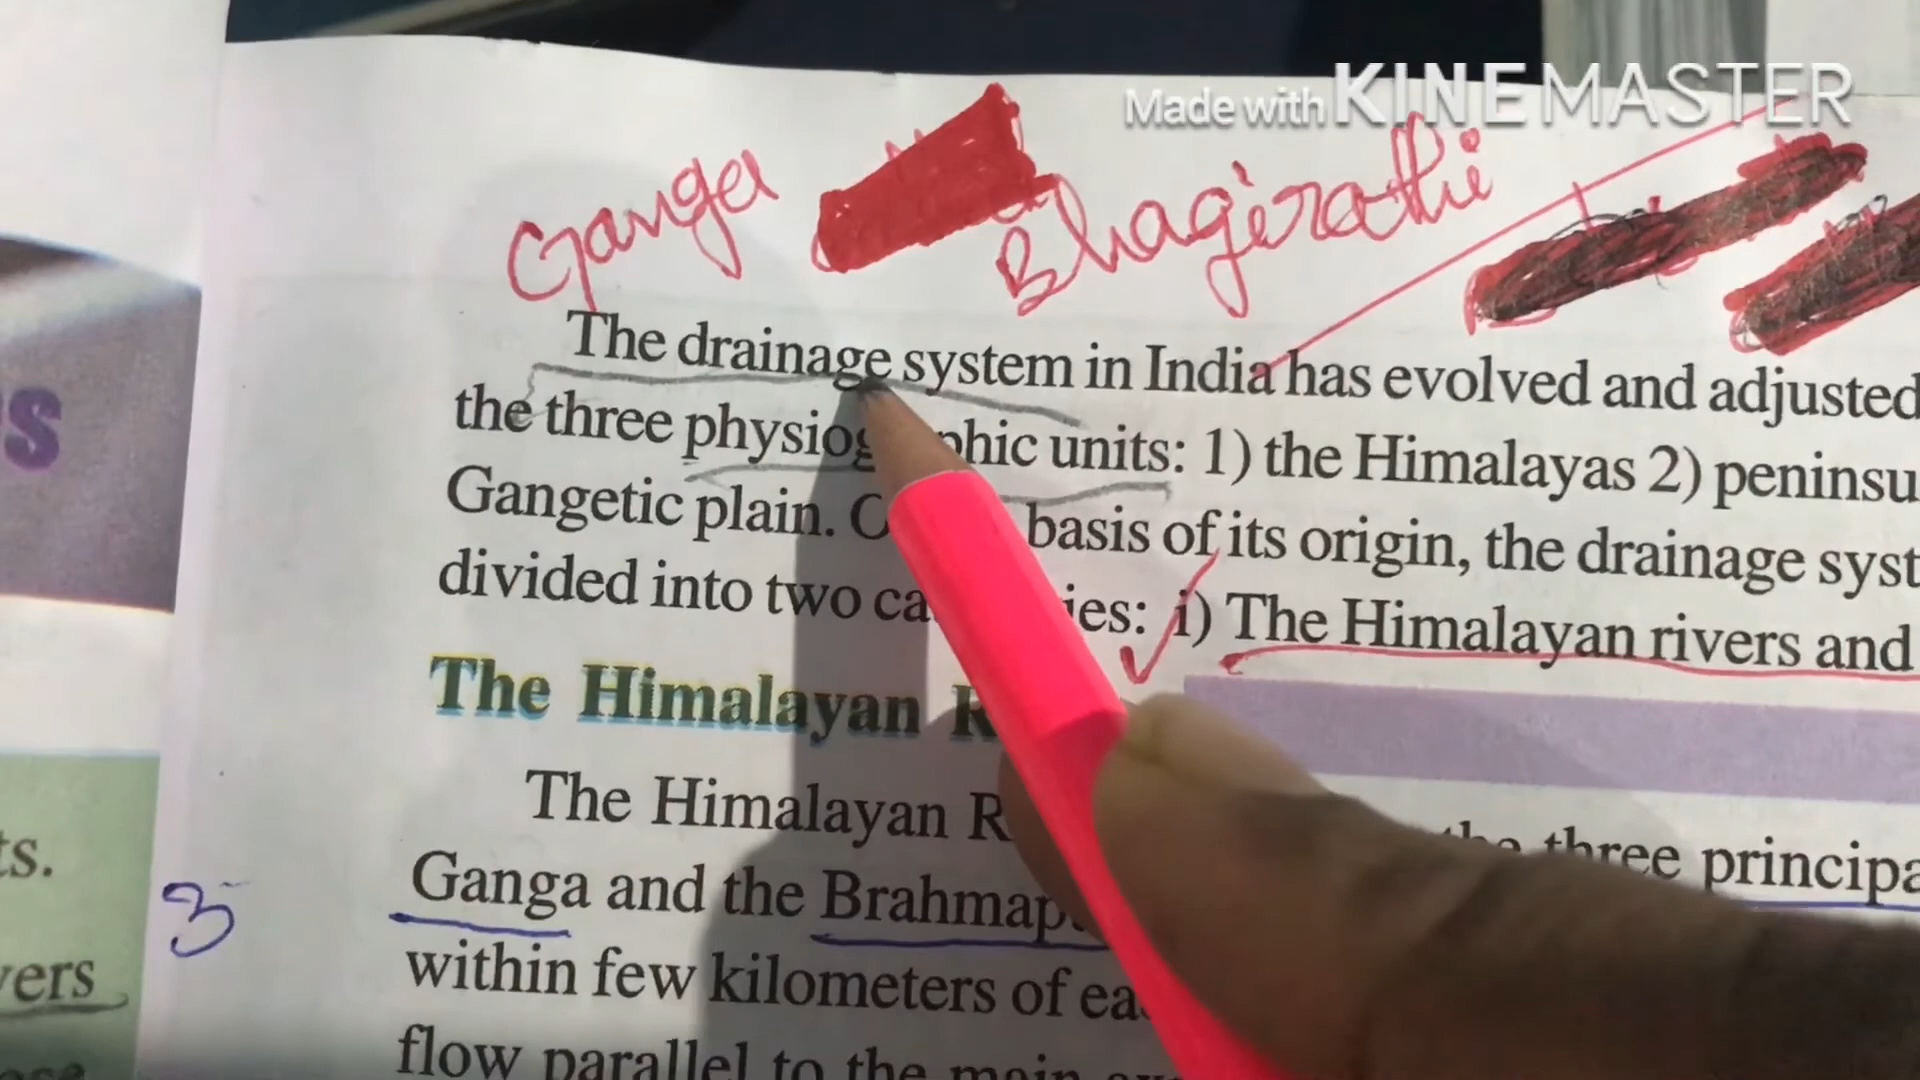 Made with KINEMASTER
Ganga Bhagirathi
The drainage system in India has evolved and adjusted
the three physiographic units: 1) the Himalayas 2) peninsu
Gangetic plain. O basis of its origin, the drainage syst
divided into two ca ies: i) The Himalayan rivers and
The Himalayan R
The Himalayan R the three principa
Ganga and the Brahmap
within few kilometers of ea
flow parallel to the main
s
ts.
3
vers